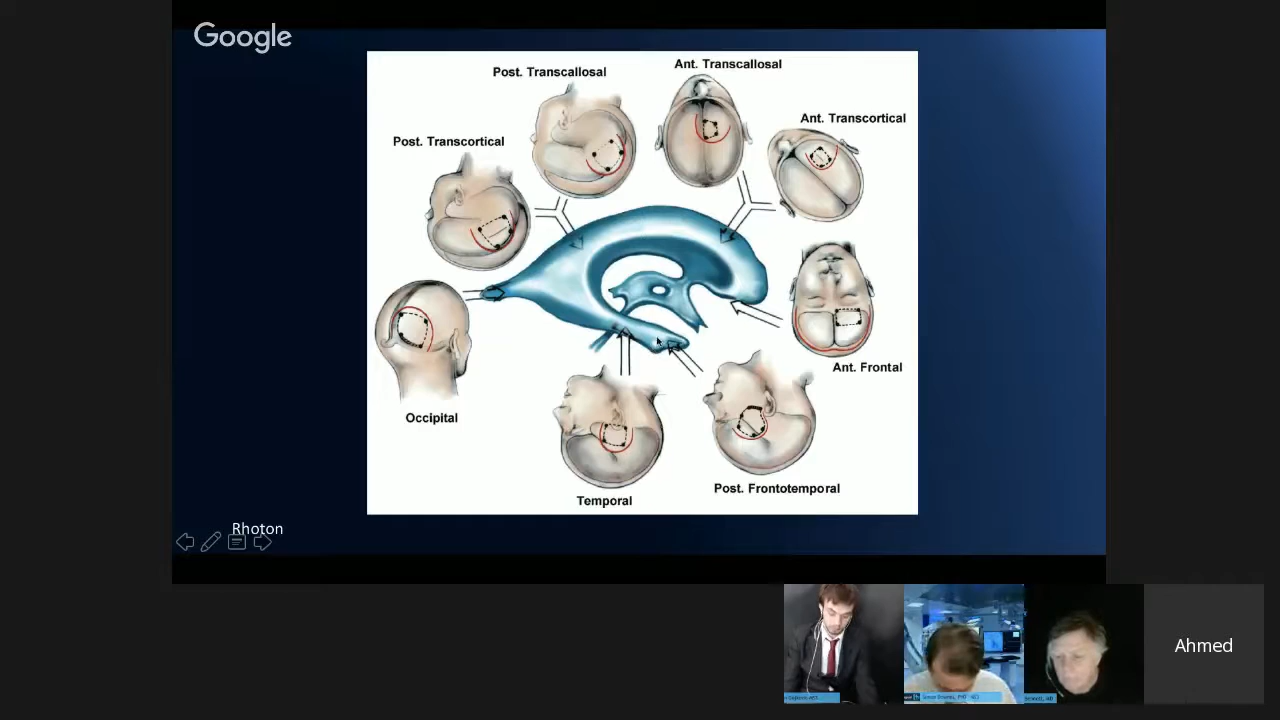 Google
Post. Transcallosal
Ant. Transcallosal
Ant. Transcortical
Post. Transcortical
Ant. Frontal
Occipital
Post. Frontotemporal
Temporal
Rhoton
Ahmed